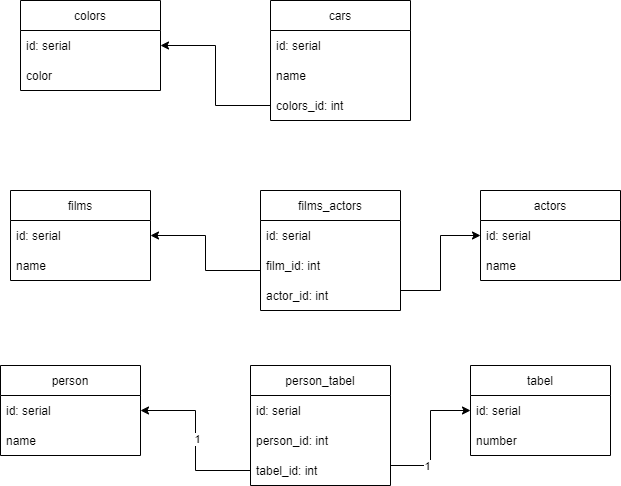 colors
id: serial
color
cars
id: serial
name
colors_id: int
films
id: serial
name
films_actors
id: serial
film_id: int
actor_id: int
actors
id: serial
name
person
id: serial
name
1
person_tabel
id: serial
person_id: int
tabel_id: int
1
tabel
id: serial
number